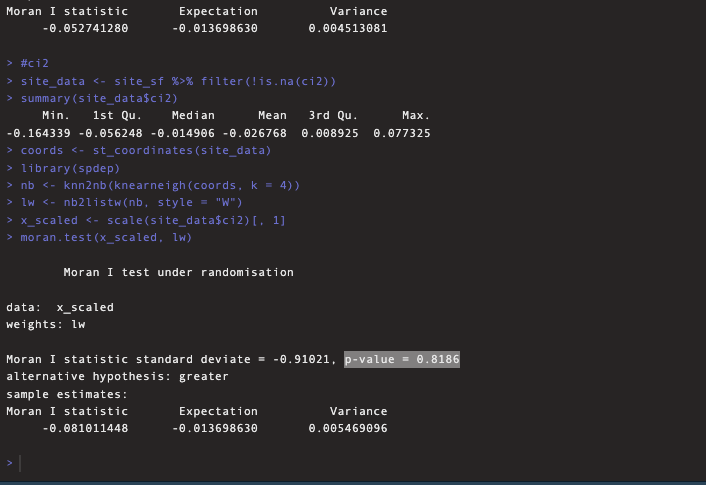 Moran I statistic       Expectation          Variance
     -0.052741280      -0.013698630       0.004513081

> #ci2
> site_data <- site_sf %>% filter(!is.na(ci2))
> summary(site_data$ci2)
     Min.   1st Qu.    Median      Mean   3rd Qu.      Max.
-0.164339 -0.056248 -0.014906 -0.026768  0.008925  0.077325
> coords <- st_coordinates(site_data)
> library(spdep)
> nb <- knn2nb(knearneigh(coords, k = 4))
> lw <- nb2listw(nb, style = "W")
> x_scaled <- scale(site_data$ci2)[, 1]
> moran.test(x_scaled, lw)

        Moran I test under randomisation

data:  x_scaled
weights: lw

Moran I statistic standard deviate = -0.91021, p-value = 0.8186
alternative hypothesis: greater
sample estimates:
Moran I statistic       Expectation          Variance
     -0.081011448      -0.013698630       0.005469096

>